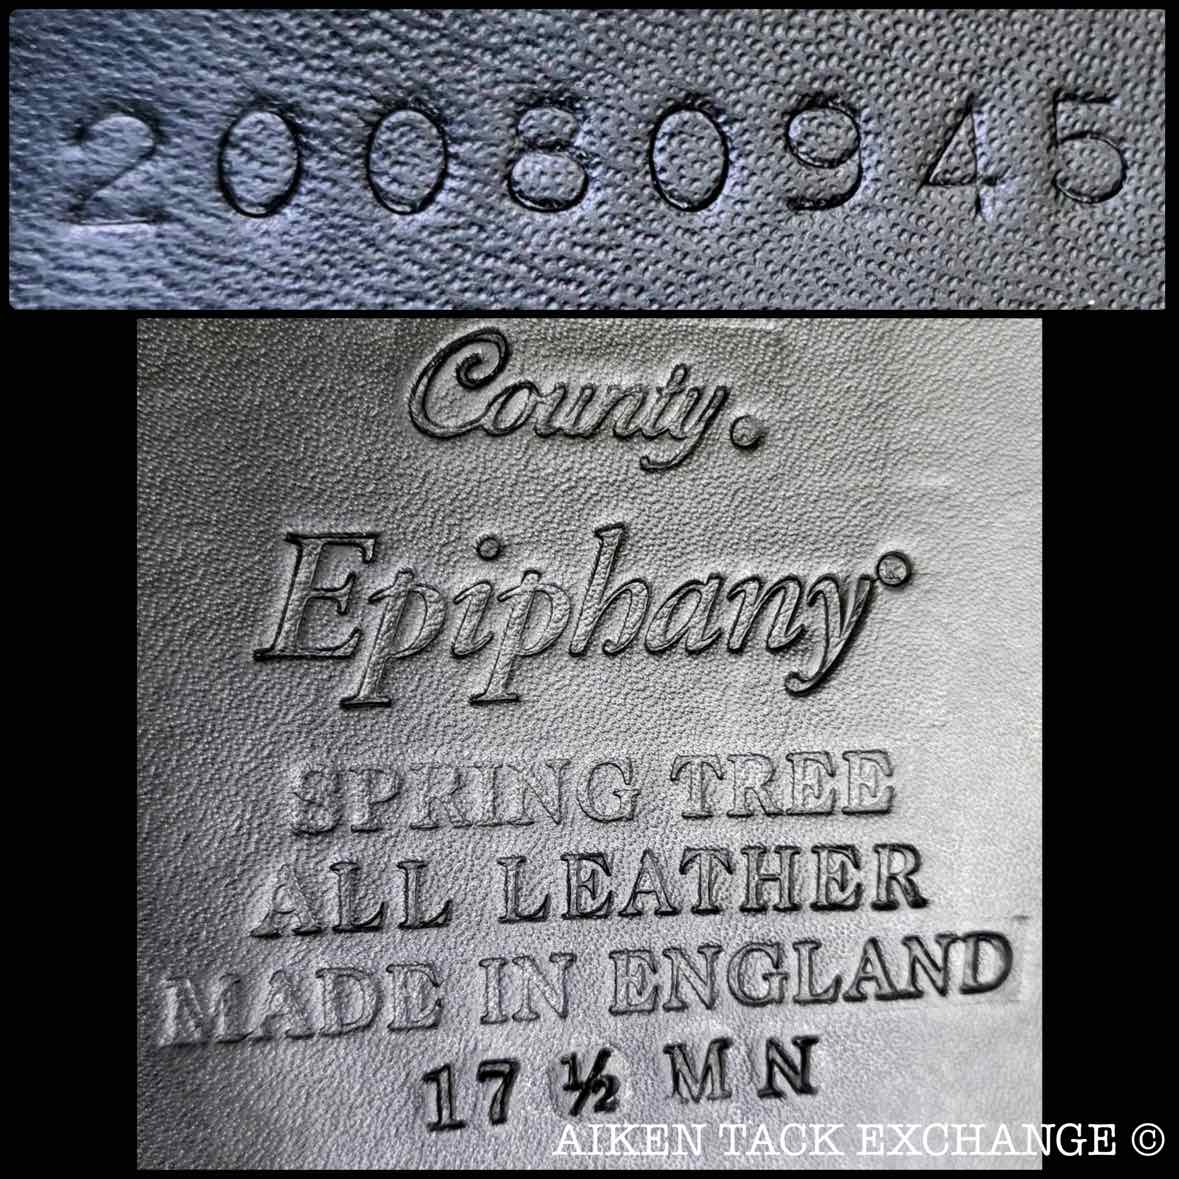 20080945
County.
Epiphany
SPRING TREE
ALL LEATHER
MADE IN ENGLAND
17 ½ MN
AIKEN TACK EXCHANGE ©